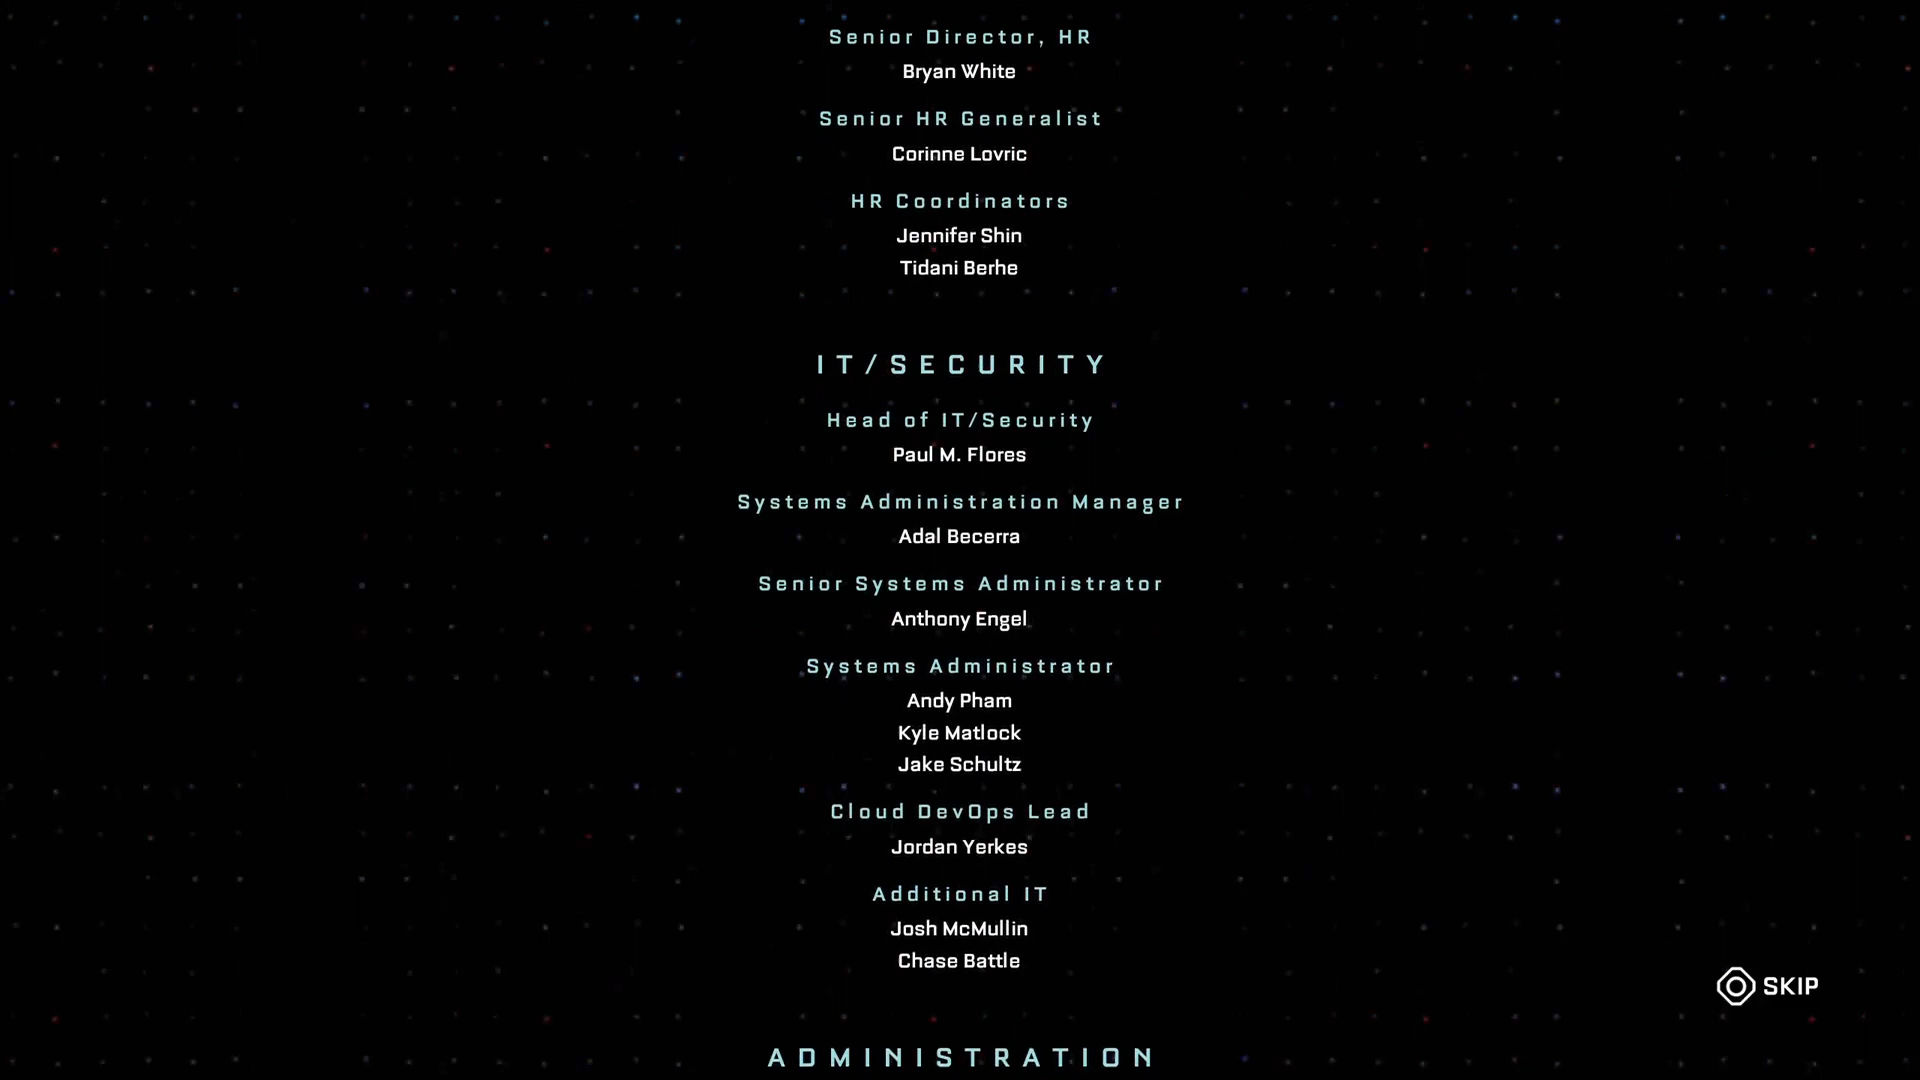 Senior Director, HR
Bryan White
Senior HR Generalist
Corinne Lovric
HR Coordinators
Jennifer Shin
Tidani Berhe
IT/SECURITY
Head of IT/Security
Paul M. Flores
Systems Administration Manager
Adal Becerra
Senior Systems Administrator
Anthony Engel
Systems Administrator
Andy Pham
Kyle Matlock
Jake Schultz
Cloud DevOps Lead
Jordan Yerkes
Additional IT
Josh McMullin
Chase Battle
SKIP
ADMINISTRATION